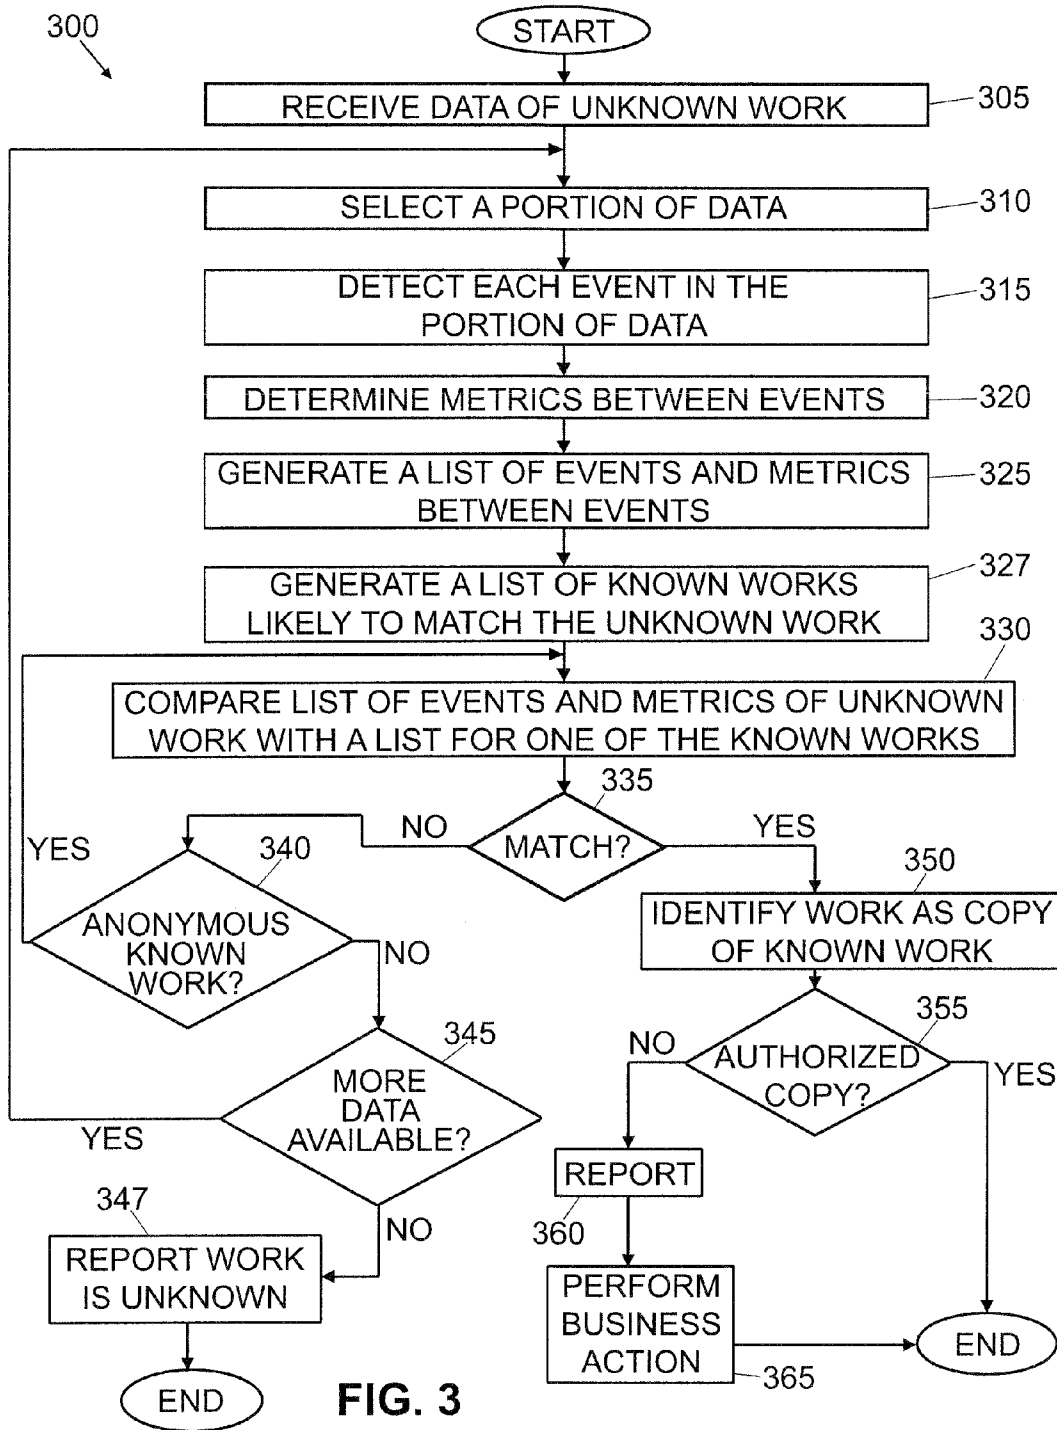 300
START
RECEIVE DATA OF UNKNOWN WORK
305
SELECT A PORTION OF DATA
310
DETECT EACH EVENT IN THE
PORTION OF DATA
315
DETERMINE METRICS BETWEEN EVENTS
320
GENERATE A LIST OF EVENTS AND METRICS
BETWEEN EVENTS
325
GENERATE A LIST OF KNOWN WORKS
LIKELY TO MATCH THE UNKNOWN WORK
327
330
COMPARE LIST OF EVENTS AND METRICS OF UNKNOWN
WORK WITH A LIST FOR ONE OF THE KNOWN WORKS
335
MATCH?
NO
YES
YES
340
ANONYMOUS
KNOWN
WORK?
NO
350
IDENTIFY WORK AS COPY
OF KNOWN WORK
345
MORE
DATA
AVAILABLE?
YES
NO
355
AUTHORIZED
COPY?
NO
YES
347
REPORT WORK
IS UNKNOWN
REPORT
360
PERFORM
BUSINESS
ACTION
365
END
END
FIG. 3